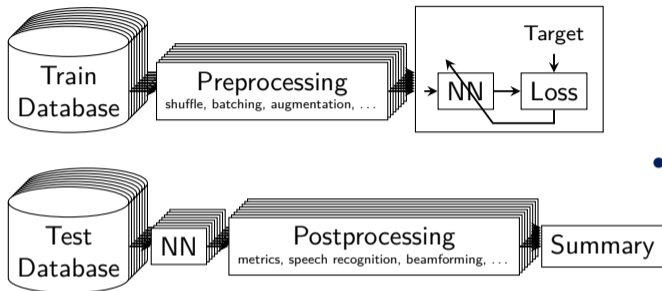 Train
Database
Preprocessing
shuffle, batching, augmentation, ...
Target
NN
Loss
Test
Database
NN
Postprocessing
metrics, speech recognition, beamforming, ...
Summary